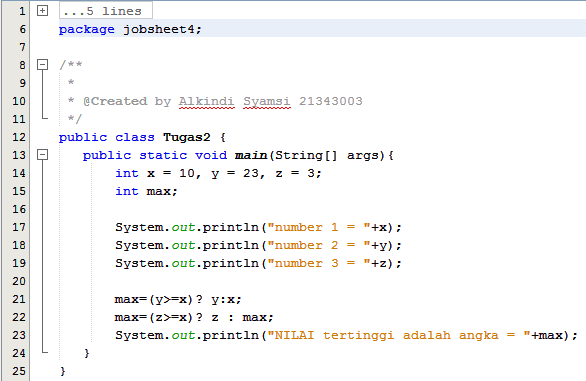 1 ...5 lines
6 package jobsheet4;
7
8 /**
9 *
10 * @Created by Alkindi Syamsi 21343003
11 */
12 public class Tugas2 {
13 public static void main(String[] args){
14 int x = 10, y = 23, z = 3;
15 int max;
16
17 System.out.println("number 1 = "+x);
18 System.out.println("number 2 = "+y);
19 System.out.println("number 3 = "+z);
20
21 max=(y>=x)? y:x;
22 max=(z>=x)? z : max;
23 System.out.println("NILAI tertinggi adalah angka = "+max);
24 }
25 }